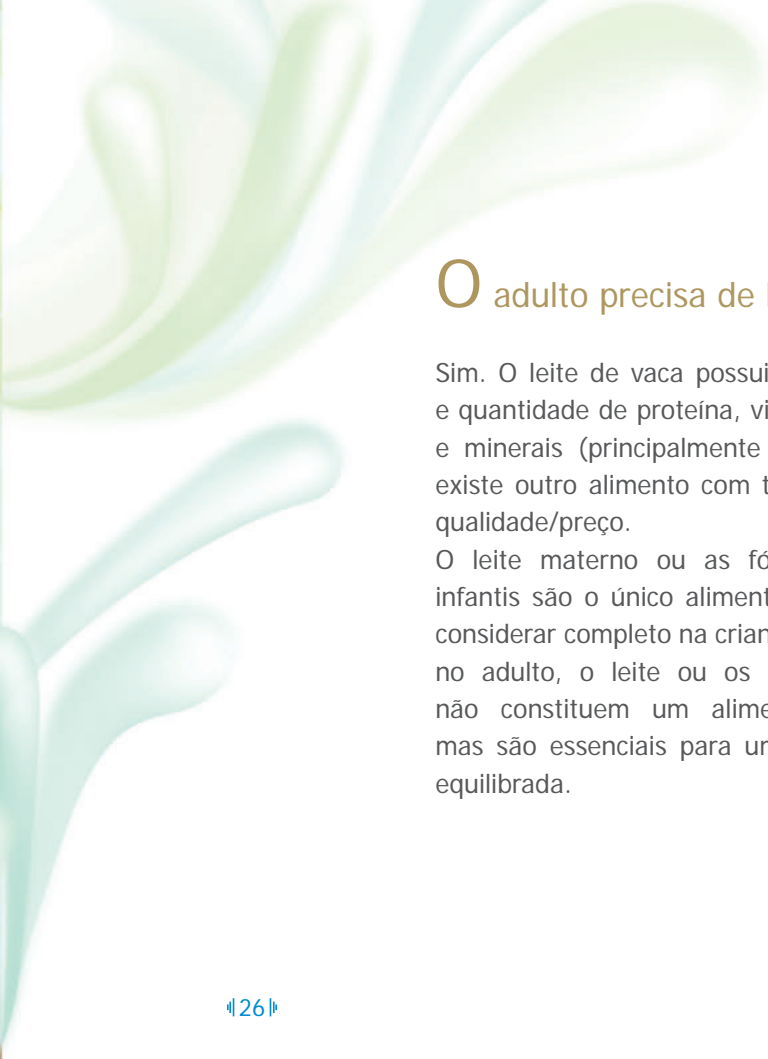 O adulto precisa de
Sim. O leite de vaca possui
e quantidade de proteína, vi
e minerais (principalmente
existe outro alimento com t
qualidade/preço.
O leite materno ou as fó
infantis são o único aliment
considerar completo na crian
no adulto, o leite ou os
não constituem um alime
mas são essenciais para un
equilibrada.
26